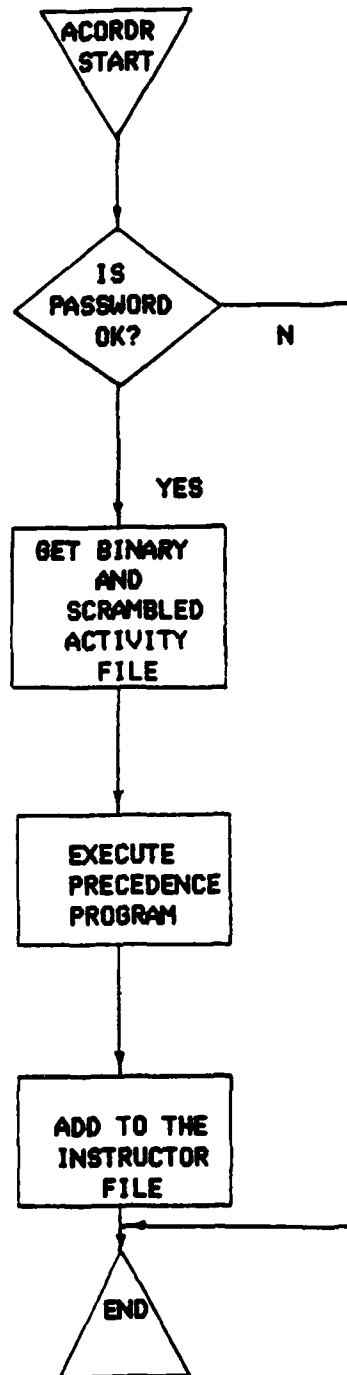 ACORDR
START
IS
PASSWORD
OK?
N
YES
GET BINARY
AND
SCRAMBLED
ACTIVITY
FILE
EXECUTE
PRECEDENCE
PROGRAM
ADD TO THE
INSTRUCTOR
FILE
END